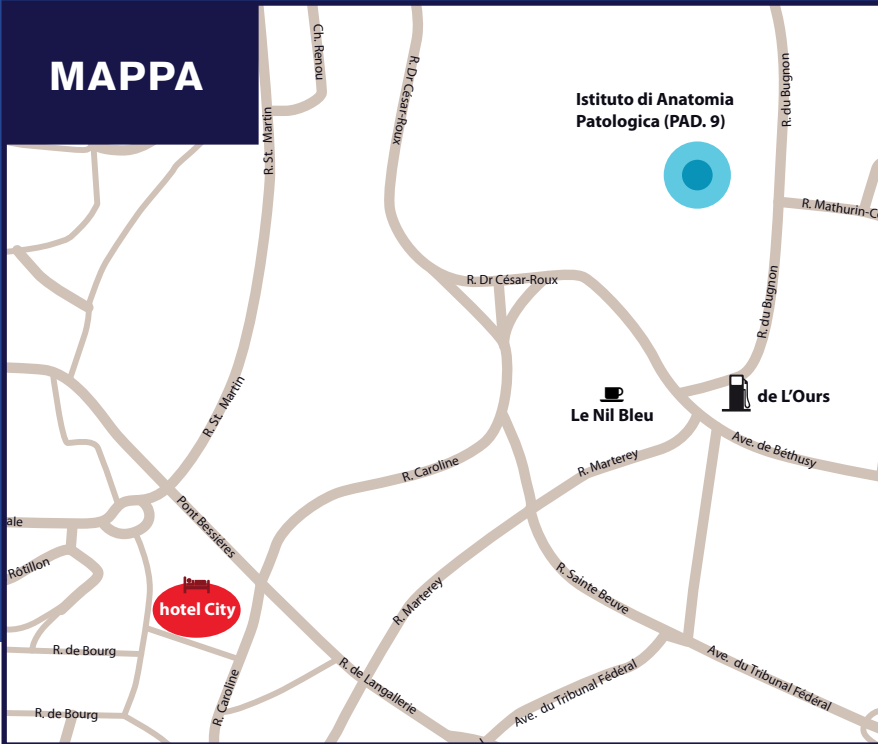 MAPPA
Ch. Renou
R. Dr César-Roux
R. St. Martin
R. du Bugnon
Istituto di Anatomia
Patologica (PAD. 9)
R. Mathurin-C
R. Dr César-Roux
R. du Bugnon
R. St. Martin
Le Nil Bleu
de L'Ours
R. Caroline
R. Marterey
Ave. de Béthusy
Pont Bessiéres
ale
Rôtillon
hotel City
R. Marterey
R. Sainte Beuve
R. de Bourg
R. de Langallerie
R. Caroline
Ave. du Tribunal Fédéral
Ave. du Tribunal Fédéral
R. de Bourg